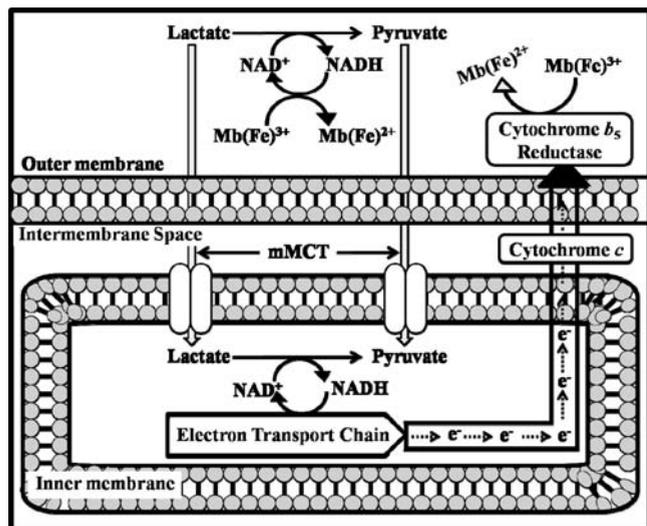 Lactate Pyruvate
NAD⁺ NADH
Mb(Fe)³⁺ Mb(Fe)²⁺
Mb(Fe)²⁺ Mb(Fe)³⁺
Cytochrome b₅
Reductase
Outer membrane
Intermembrane Space
mMCT
Cytochrome c
Lactate Pyruvate
NAD⁺ NADH
Electron Transport Chain
e⁻ e⁻ e⁻
e⁻
e⁻
Inner membrane